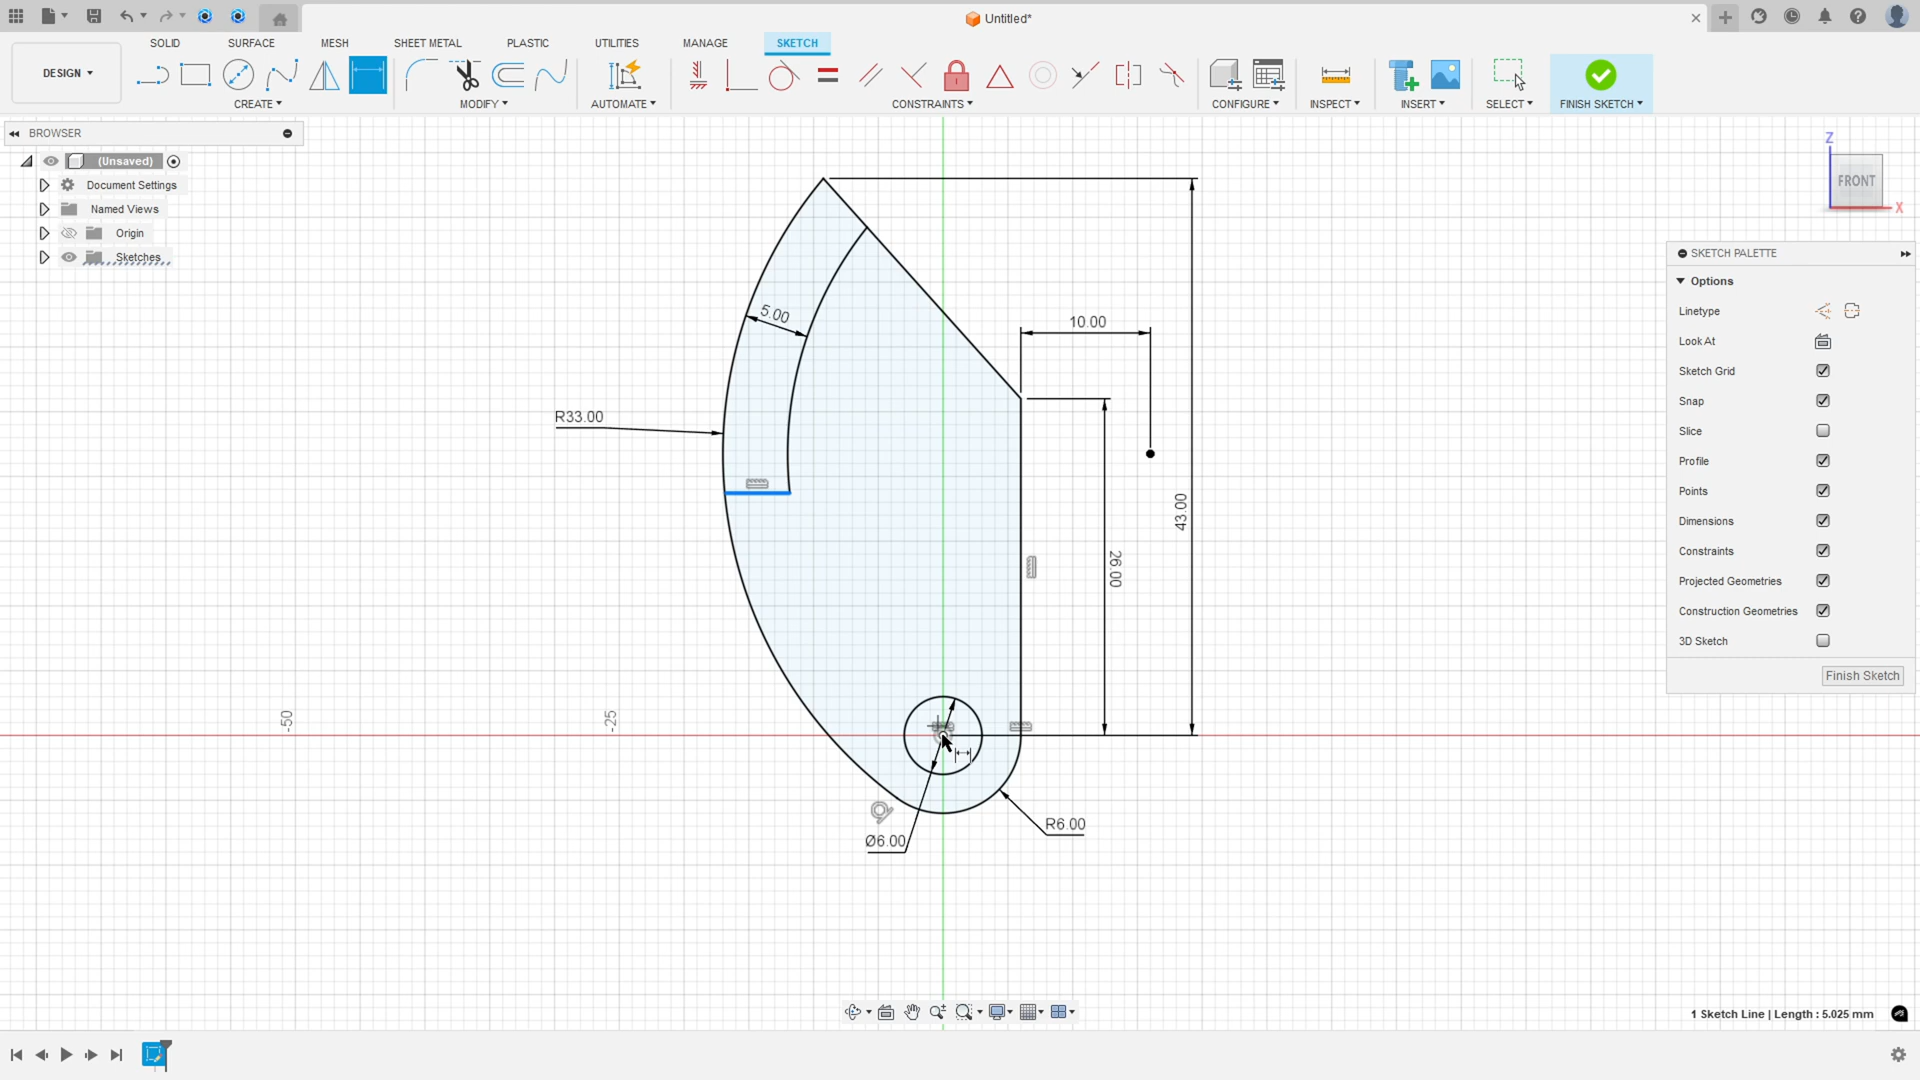 Untitled*
SOLID SURFACE MESH SHEET METAL PLASTIC UTILITIES MANAGE SKETCH
DESIGN
CREATE MODIFY AUTOMATE CONSTRAINTS CONFIGURE INSPECT INSERT SELECT FINISH SKETCH
BROWSER
(Unsaved)
Document Settings
Named Views
Origin
Sketches
Z
FRONT
X
SKETCH PALETTE
Options
Linetype
Look At
Sketch Grid
Snap
Slice
Profile
Points
Dimensions
Constraints
Projected Geometries
Construction Geometries
3D Sketch
Finish Sketch
5.00
10.00
R33.00
43.00
26.00
-50
-25
R6.00
Ø6.00
1 Sketch Line | Length : 5.025 mm